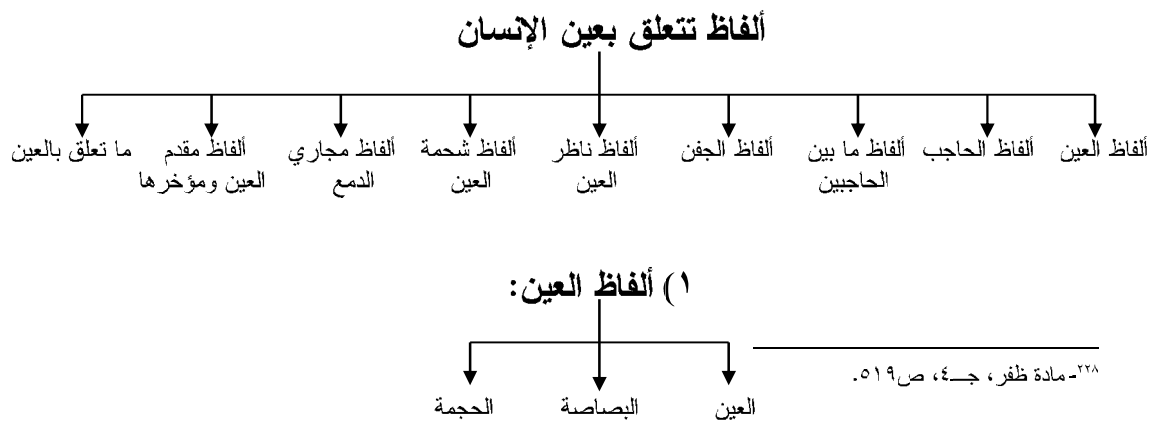 ألفاظ تتعلق بعين الإنسان
ألفاظ العين
ألفاظ الحاجب
ألفاظ ما بين
الحاجبين
ألفاظ الجفن
ألفاظ ناظر
العين
ألفاظ شحمة
العين
ألفاظ مجاري
الدمع
ألفاظ مقدم
العين ومؤخرها
ما تعلق بالعين
١) ألفاظ العين:
العين
البصاصة
الحجمة
٢٢٨- مادة ظفر، جـــ٤، ص٥١٩.